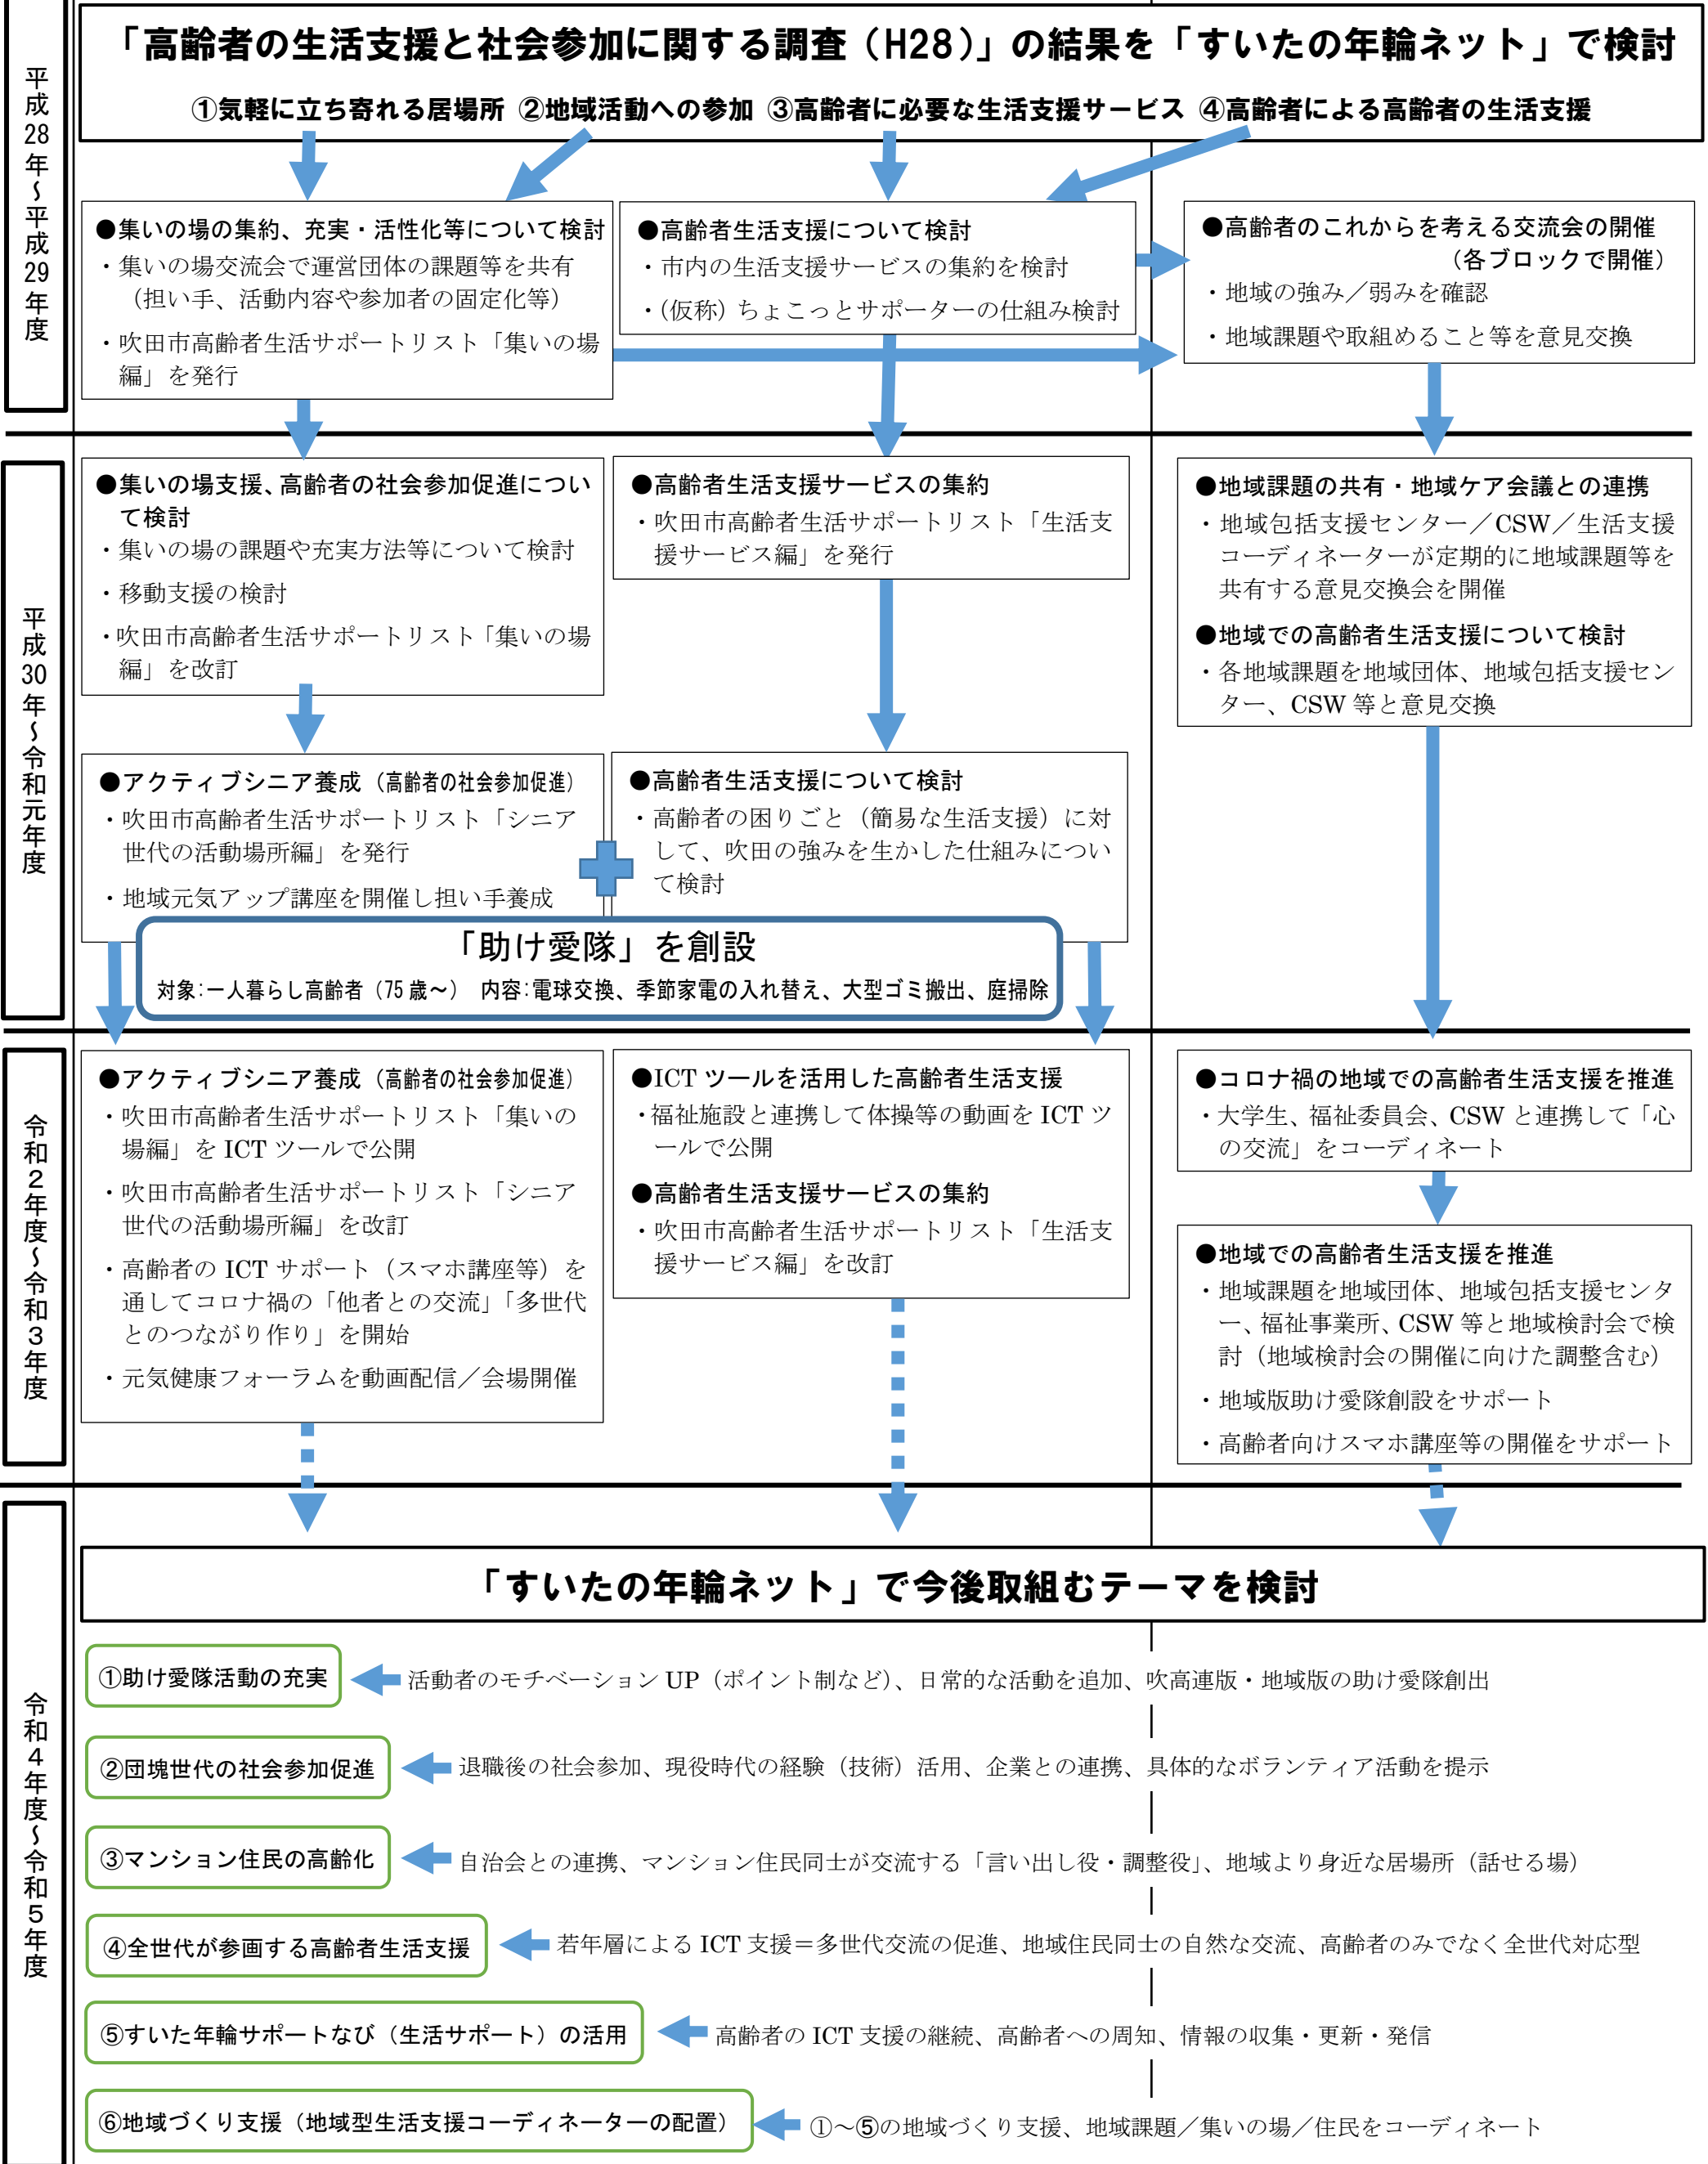 平成28年～平成29年度
「高齢者の生活支援と社会参加に関する調査（H28）」の結果を「すいたの年輪ネット」で検討
①気軽に立ち寄れる居場所 ②地域活動への参加 ③高齢者に必要な生活支援サービス ④高齢者による高齢者の生活支援
●集いの場の集約、充実・活性化等について検討
・集いの場交流会で運営団体の課題等を共有
（担い手、活動内容や参加者の固定化等）
・吹田市高齢者生活サポートリスト「集いの場
編」を発行
●高齢者生活支援について検討
・市内の生活支援サービスの集約を検討
・(仮称）ちょこっとサポーターの仕組み検討
●高齢者のこれからを考える交流会の開催
（各ブロックで開催）
・地域の強み／弱みを確認
・地域課題や取組めること等を意見交換
平成30年～令和元年度
●集いの場支援、高齢者の社会参加促進につい
て検討
・集いの場の課題や充実方法等について検討
・移動支援の検討
・吹田市高齢者生活サポートリスト「集いの場
編」を改訂
●高齢者生活支援サービスの集約
・吹田市高齢者生活サポートリスト「生活支
援サービス編」を発行
●地域課題の共有・地域ケア会議との連携
・地域包括支援センター／CSW／生活支援
コーディネーターが定期的に地域課題等を
共有する意見交換会を開催
●地域での高齢者生活支援について検討
・各地域課題を地域団体、地域包括支援セン
ター、CSW 等と意見交換
●アクティブシニア養成（高齢者の社会参加促進）
・吹田市高齢者生活サポートリスト「シニア
世代の活動場所編」を発行
・地域元気アップ講座を開催し担い手養成
●高齢者生活支援について検討
・高齢者の困りごと（簡易な生活支援）に対
して、吹田の強みを生かした仕組みについ
て検討
「助け愛隊」を創設
対象:一人暮らし高齢者（75 歳～） 内容:電球交換、季節家電の入れ替え、大型ゴミ搬出、庭掃除
令和２年度～令和３年度
●アクティブシニア養成（高齢者の社会参加促進）
・吹田市高齢者生活サポートリスト「集いの
場編」を ICT ツールで公開
・吹田市高齢者生活サポートリスト「シニア
世代の活動場所編」を改訂
・高齢者の ICT サポート（スマホ講座等）を
通してコロナ禍の「他者との交流」「多世代
とのつながり作り」を開始
・元気健康フォーラムを動画配信／会場開催
●ICT ツールを活用した高齢者生活支援
・福祉施設と連携して体操等の動画を ICT ツ
ールで公開
●高齢者生活支援サービスの集約
・吹田市高齢者生活サポートリスト「生活支
援サービス編」を改訂
●コロナ禍の地域での高齢者生活支援を推進
・大学生、福祉委員会、CSW と連携して「心
の交流」をコーディネート
●地域での高齢者生活支援を推進
・地域課題を地域団体、地域包括支援センタ
ー、福祉事業所、CSW 等と地域検討会で検
討（地域検討会の開催に向けた調整含む）
・地域版助け愛隊創設をサポート
・高齢者向けスマホ講座等の開催をサポート
令和４年度～令和５年度
「すいたの年輪ネット」で今後取組むテーマを検討
①助け愛隊活動の充実 活動者のモチベーション UP（ポイント制など）、日常的な活動を追加、吹高連版・地域版の助け愛隊創出
②団塊世代の社会参加促進 退職後の社会参加、現役時代の経験（技術）活用、企業との連携、具体的なボランティア活動を提示
③マンション住民の高齢化 自治会との連携、マンション住民同士が交流する「言い出し役・調整役」、地域より身近な居場所（話せる場）
④全世代が参画する高齢者生活支援 若年層による ICT 支援＝多世代交流の促進、地域住民同士の自然な交流、高齢者のみでなく全世代対応型
⑤すいた年輪サポートなび（生活サポート）の活用 高齢者の ICT 支援の継続、高齢者への周知、情報の収集・更新・発信
⑥地域づくり支援（地域型生活支援コーディネーターの配置） ①～⑤の地域づくり支援、地域課題／集いの場／住民をコーディネート